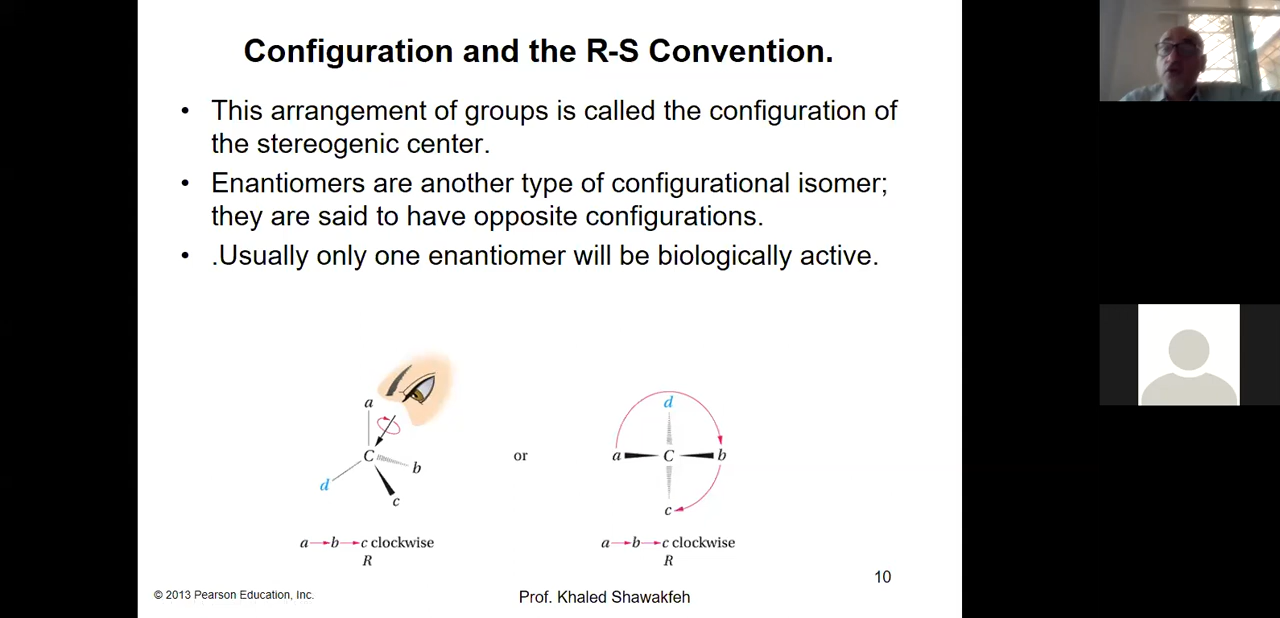 Configuration and the R-S Convention.
• This arrangement of groups is called the configuration of
the stereogenic center.
• Enantiomers are another type of configurational isomer;
they are said to have opposite configurations.
• .Usually only one enantiomer will be biologically active.
a
C
b
d
c
or
d
a
C
b
c
a→b→c clockwise
R
a→b→c clockwise
R
10
© 2013 Pearson Education, Inc.
Prof. Khaled Shawakfeh